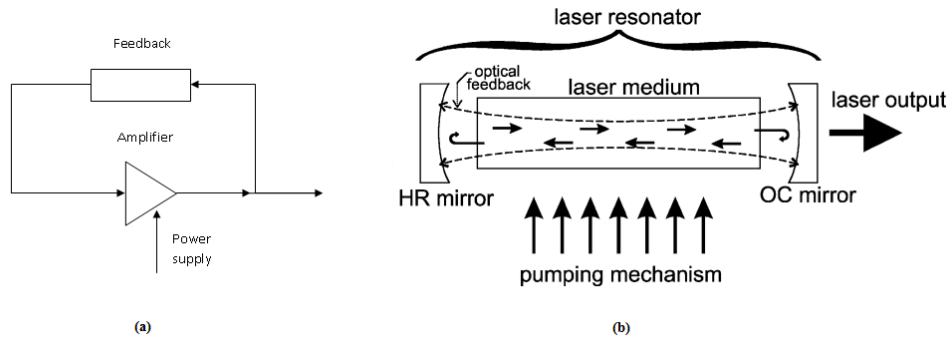 Feedback
Amplifier
Power
supply
(a)
laser resonator
optical
feedback
laser medium
laser output
HR mirror
OC mirror
pumping mechanism
(b)